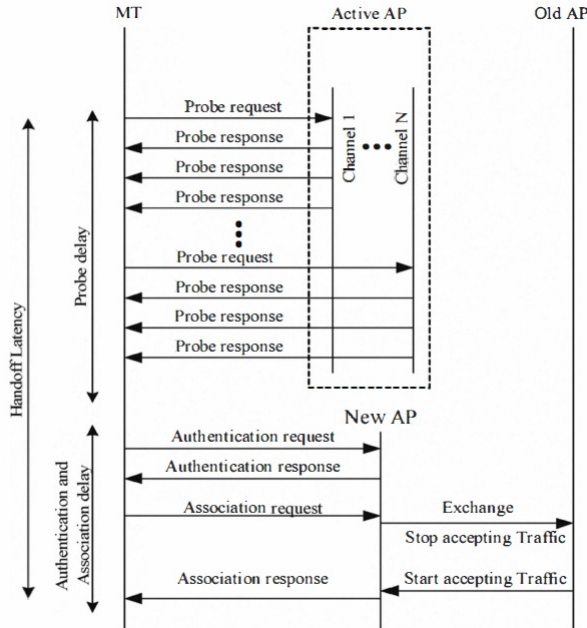 MT
Active AP
Old AP
Probe request
Probe response
Probe response
Probe response
Channel 1
Channel N
Probe request
Probe response
Probe response
Probe response
Probe delay
Handoff Latency
New AP
Authentication request
Authentication response
Association request
Exchange
Stop accepting Traffic
Start accepting Traffic
Association response
Authentication and
Association delay